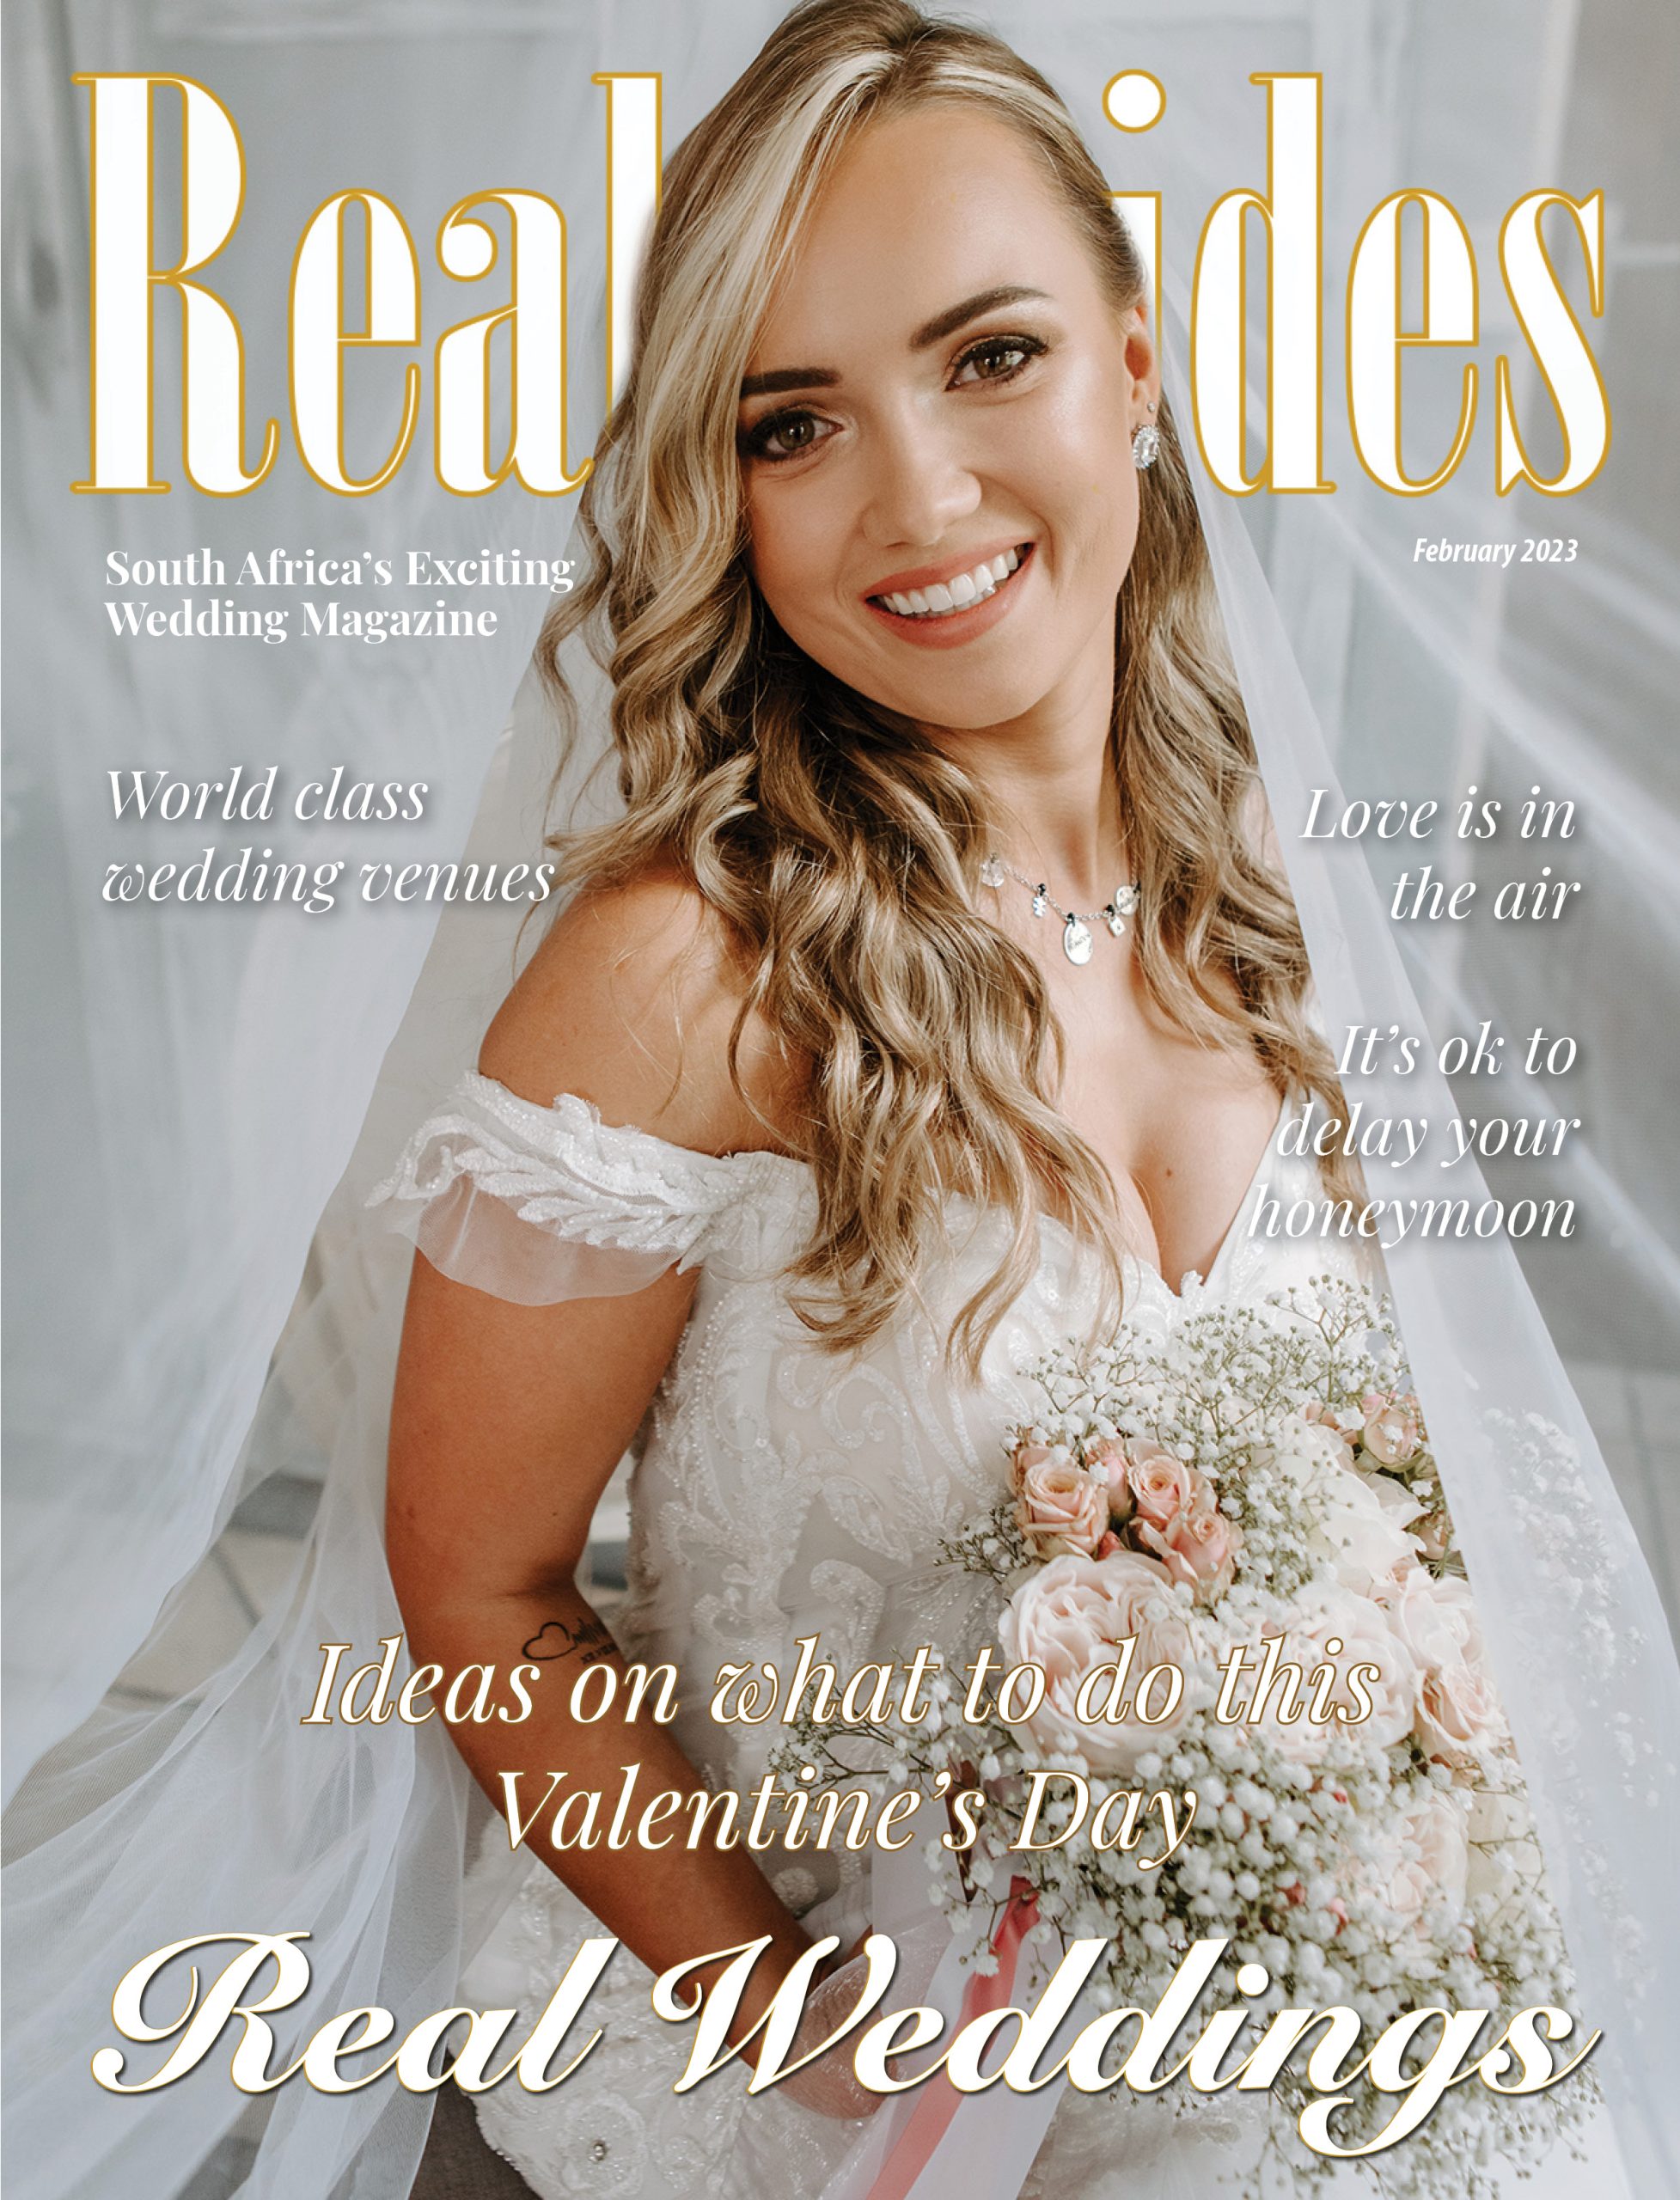 Real ides
South Africa's Exciting
Wedding Magazine
February 2023
World class
wedding venues
Love is in
the air
It's ok to
delay your
honeymoon
Ideas on what to do this
Valentine's Day
Real Weddings